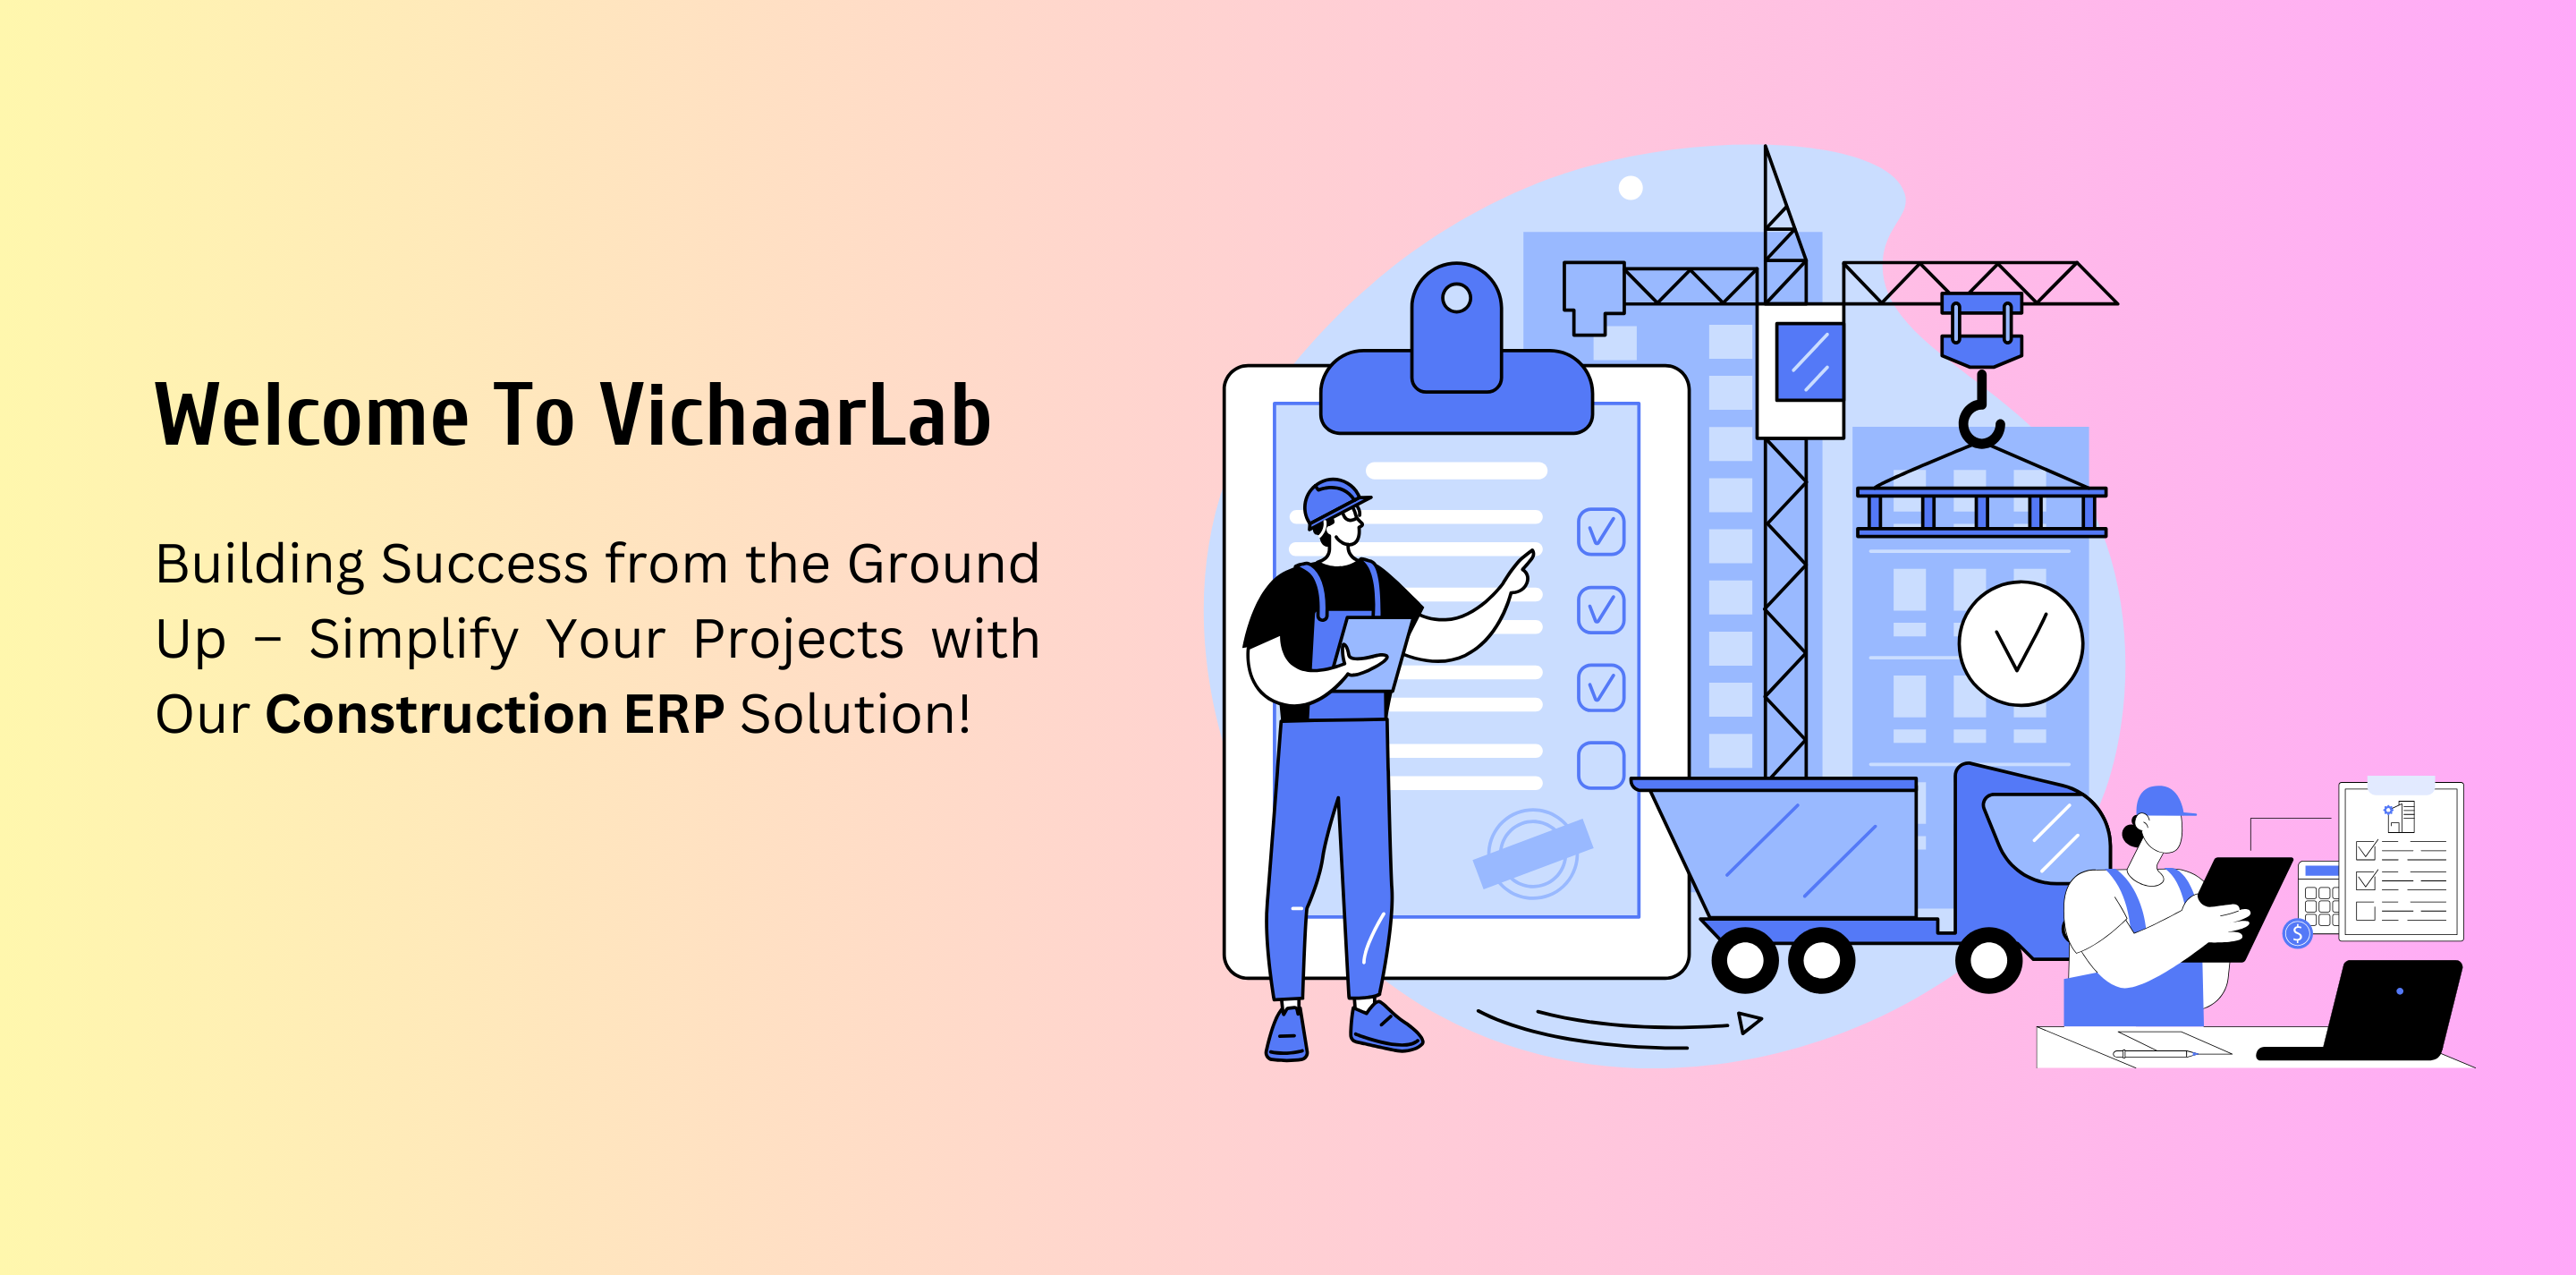 Welcome To VichaarLab
Building Success from the Ground
Up – Simplify Your Projects with
Our Construction ERP Solution!
$